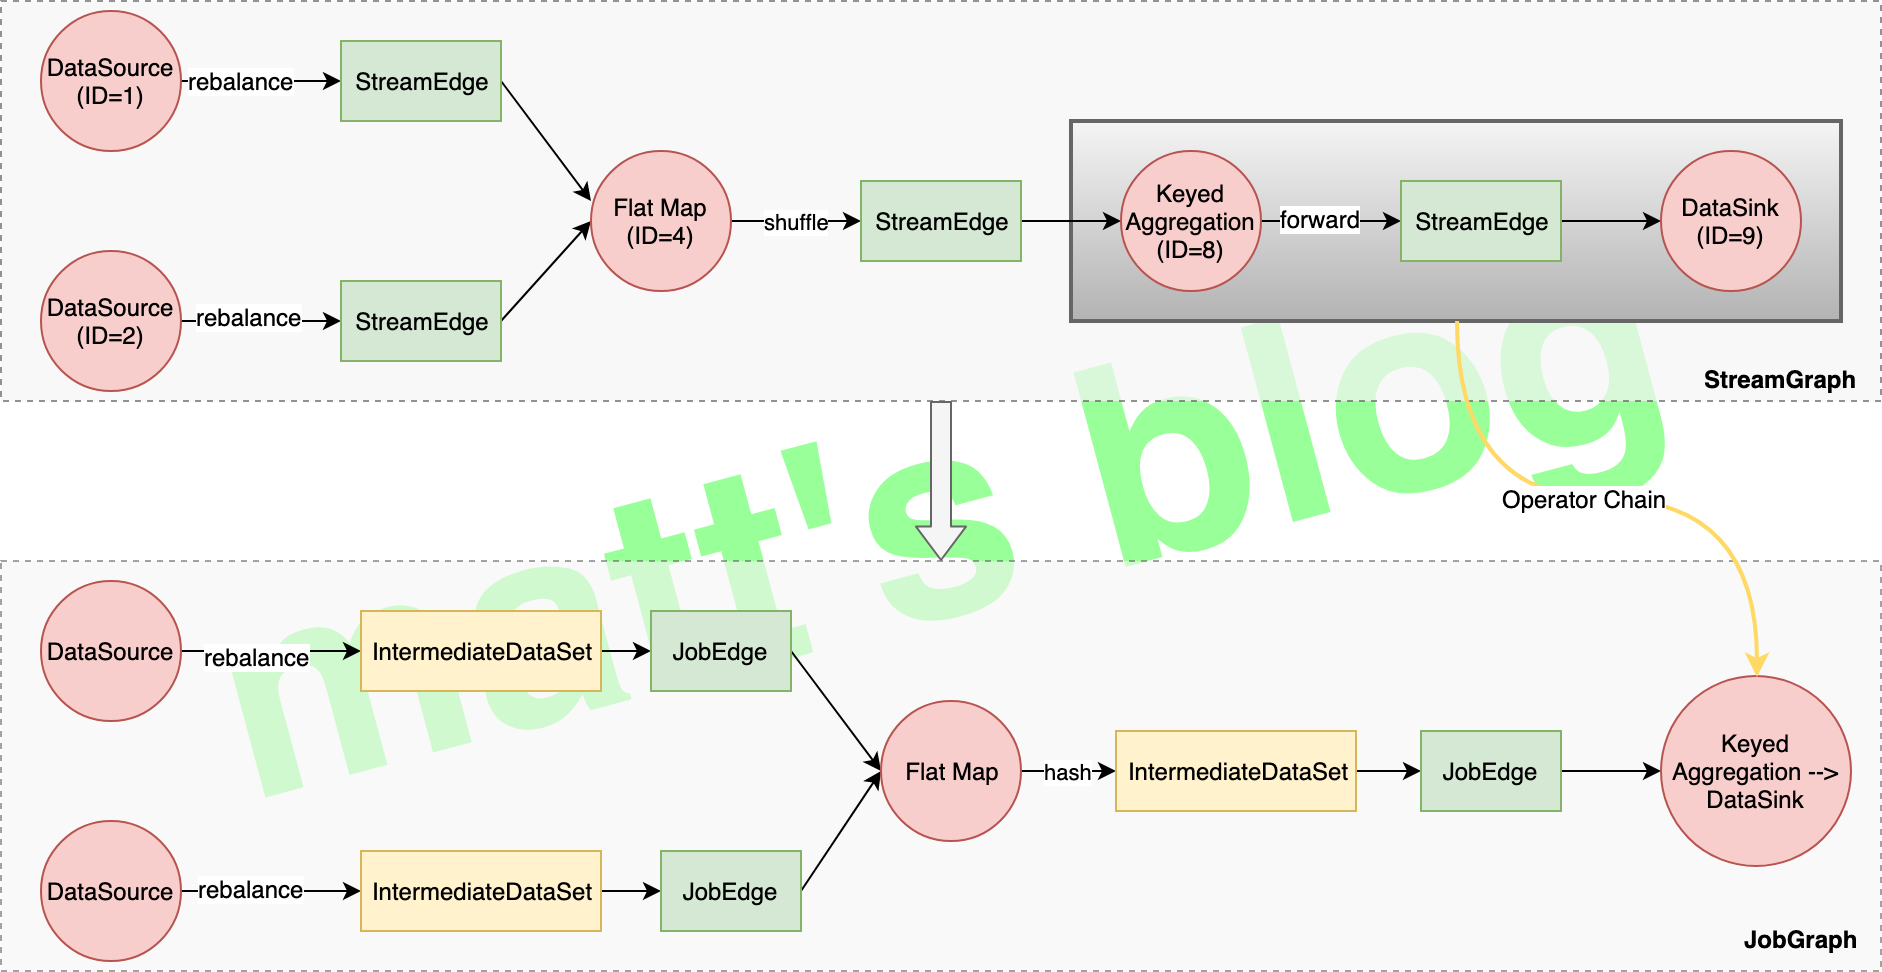 DataSource
(ID=1)
rebalance
StreamEdge
DataSource
(ID=2)
rebalance
StreamEdge
Flat Map
(ID=4)
shuffle
StreamEdge
Keyed
Aggregation
(ID=8)
forward
StreamEdge
DataSink
(ID=9)
StreamGraph
matt's blog
Operator Chain
DataSource
rebalance
IntermediateDataSet
JobEdge
DataSource
rebalance
IntermediateDataSet
JobEdge
Flat Map
hash
IntermediateDataSet
JobEdge
Keyed
Aggregation -->
DataSink
JobGraph